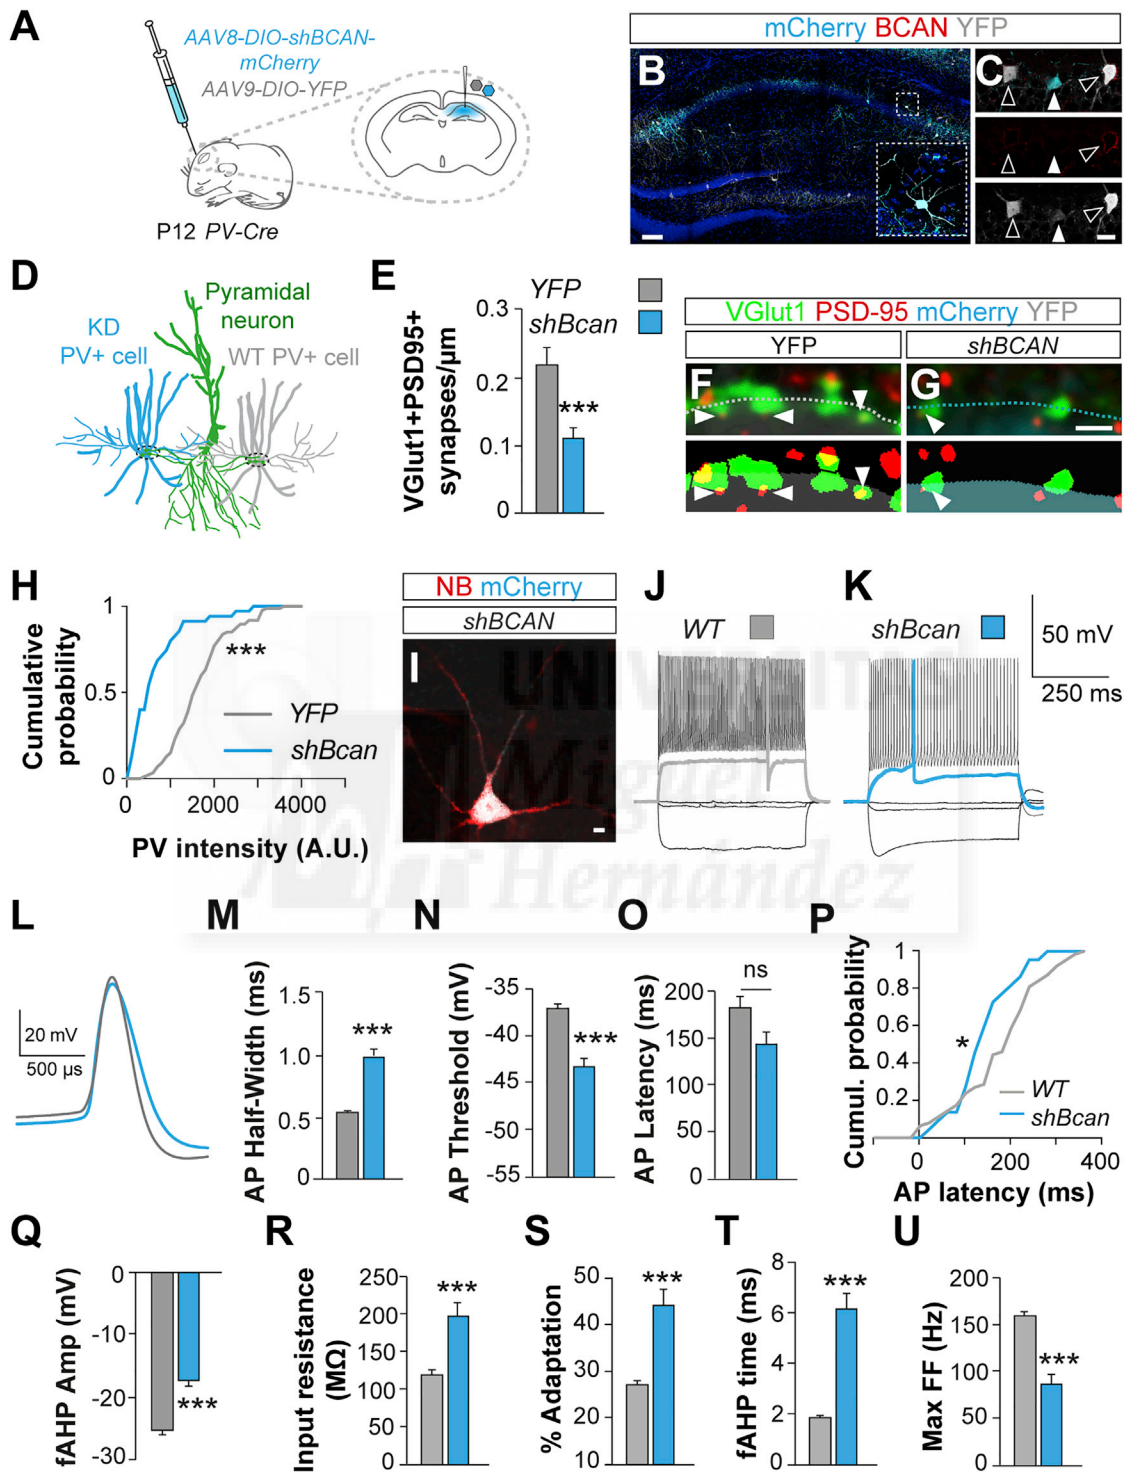 A
AAV8-DIO-shBCAN-
mCherry
AAV9-DIO-YFP
P12 PV-Cre
mCherry BCAN YFP
B
C
D
Pyramidal
neuron
KD
PV+ cell
WT PV+ cell
E
YFP
shBcan
VGlut1+PSD95+
synapses/µm
0.3
0.2
0.1
0
***
VGlut1 PSD-95 mCherry YFP
YFP
shBCAN
F
G
H
Cumulative
probability
1
0.5
0
***
YFP
shBcan
0
2000
4000
PV intensity (A.U.)
NB mCherry
shBCAN
J
WT
K
shBcan
50 mV
250 ms
UNIVERSITAS
Miguel
Hernández
L
20 mV
500 µs
M
AP Half-Width (ms)
1.5
1.0
0.5
0
***
N
AP Threshold (mV)
-35
-40
-45
-50
-55
***
O
AP Latency (ms)
200
150
100
50
0
ns
P
Cumul. probability
1
0.8
0.6
0.4
0.2
*
WT
shBcan
0
200
400
AP latency (ms)
Q
fAHP Amp (mV)
0
-10
-20
-30
***
R
Input resistance
(MΩ)
250
200
150
100
50
0
***
S
% Adaptation
50
40
30
20
10
***
T
fAHP time (ms)
8
6
4
2
0
***
U
Max FF (Hz)
200
150
100
50
0
***